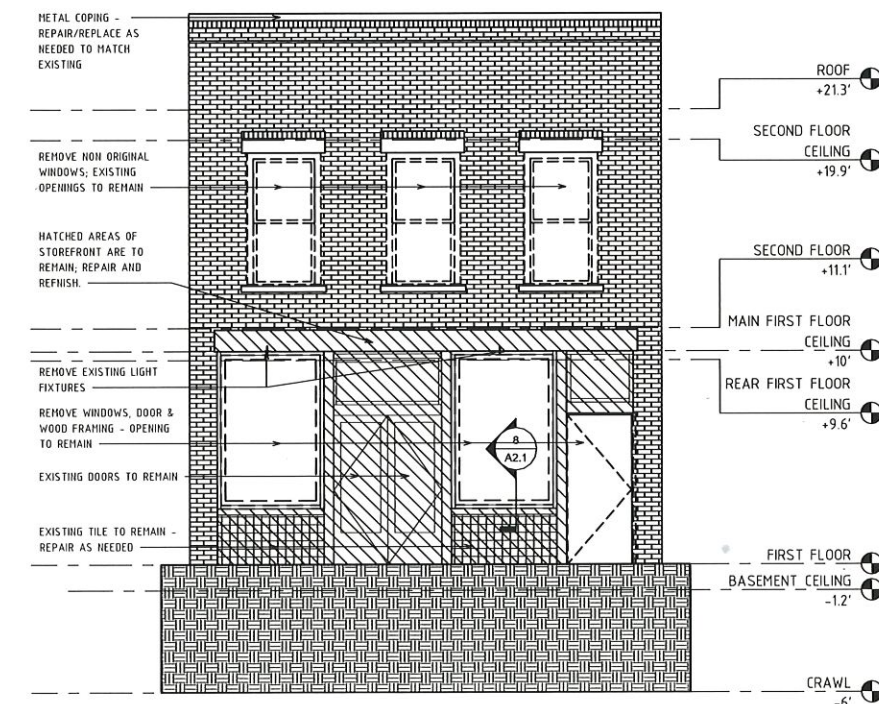 METAL COPING -
REPAIR/REPLACE AS
NEEDED TO MATCH
EXISTING
REMOVE NON ORIGINAL
WINDOWS; EXISTING
OPENINGS TO REMAIN
HATCHED AREAS OF
STOREFRONT ARE TO
REMAIN; REPAIR AND
REFNISH.
REMOVE EXISTING LIGHT
FIXTURES
REMOVE WINDOWS, DOOR &
WOOD FRAMING - OPENING
TO REMAIN
EXISTING DOORS TO REMAIN
EXISTING TILE TO REMAIN -
REPAIR AS NEEDED
8
A2.1
ROOF
+21.3'
SECOND FLOOR
CEILING
+19.9'
SECOND FLOOR
+11.1'
MAIN FIRST FLOOR
CEILING
+10'
REAR FIRST FLOOR
CEILING
+9.6'
FIRST FLOOR
BASEMENT CEILING
-1.2'
CRAWL
-6'